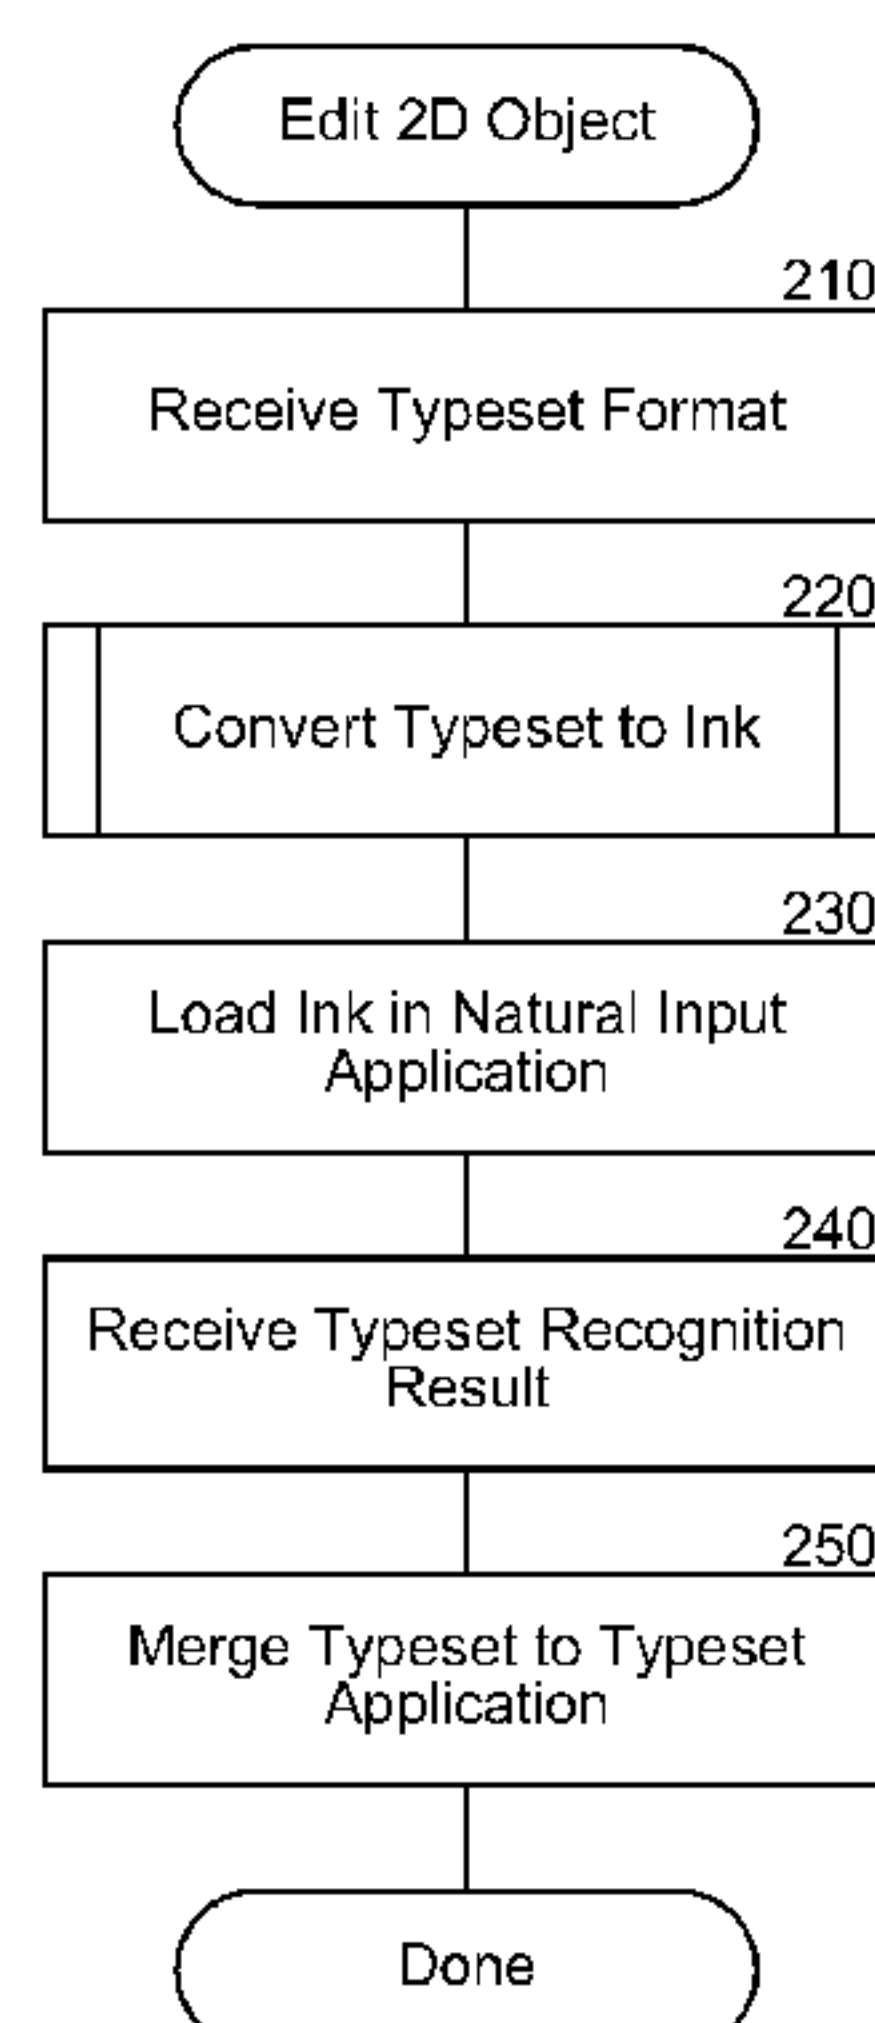 Edit 2D Object
210
Receive Typeset Format
220
Convert Typeset to Ink
230
Load Ink in Natural Input
Application
240
Receive Typeset Recognition
Result
250
Merge Typeset to Typeset
Application
Done